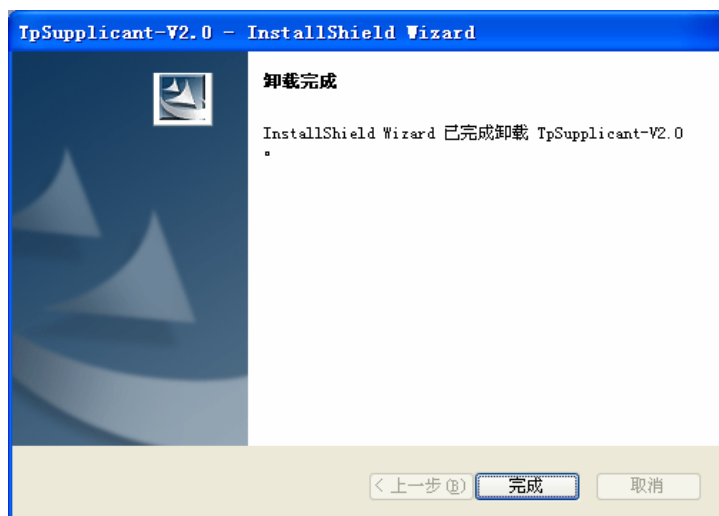 TpSupplicant-V2.0 - InstallShield Wizard
卸载完成
InstallShield Wizard 已完成卸载 TpSupplicant-V2.0
。
< 上一步(B)
完成
取消